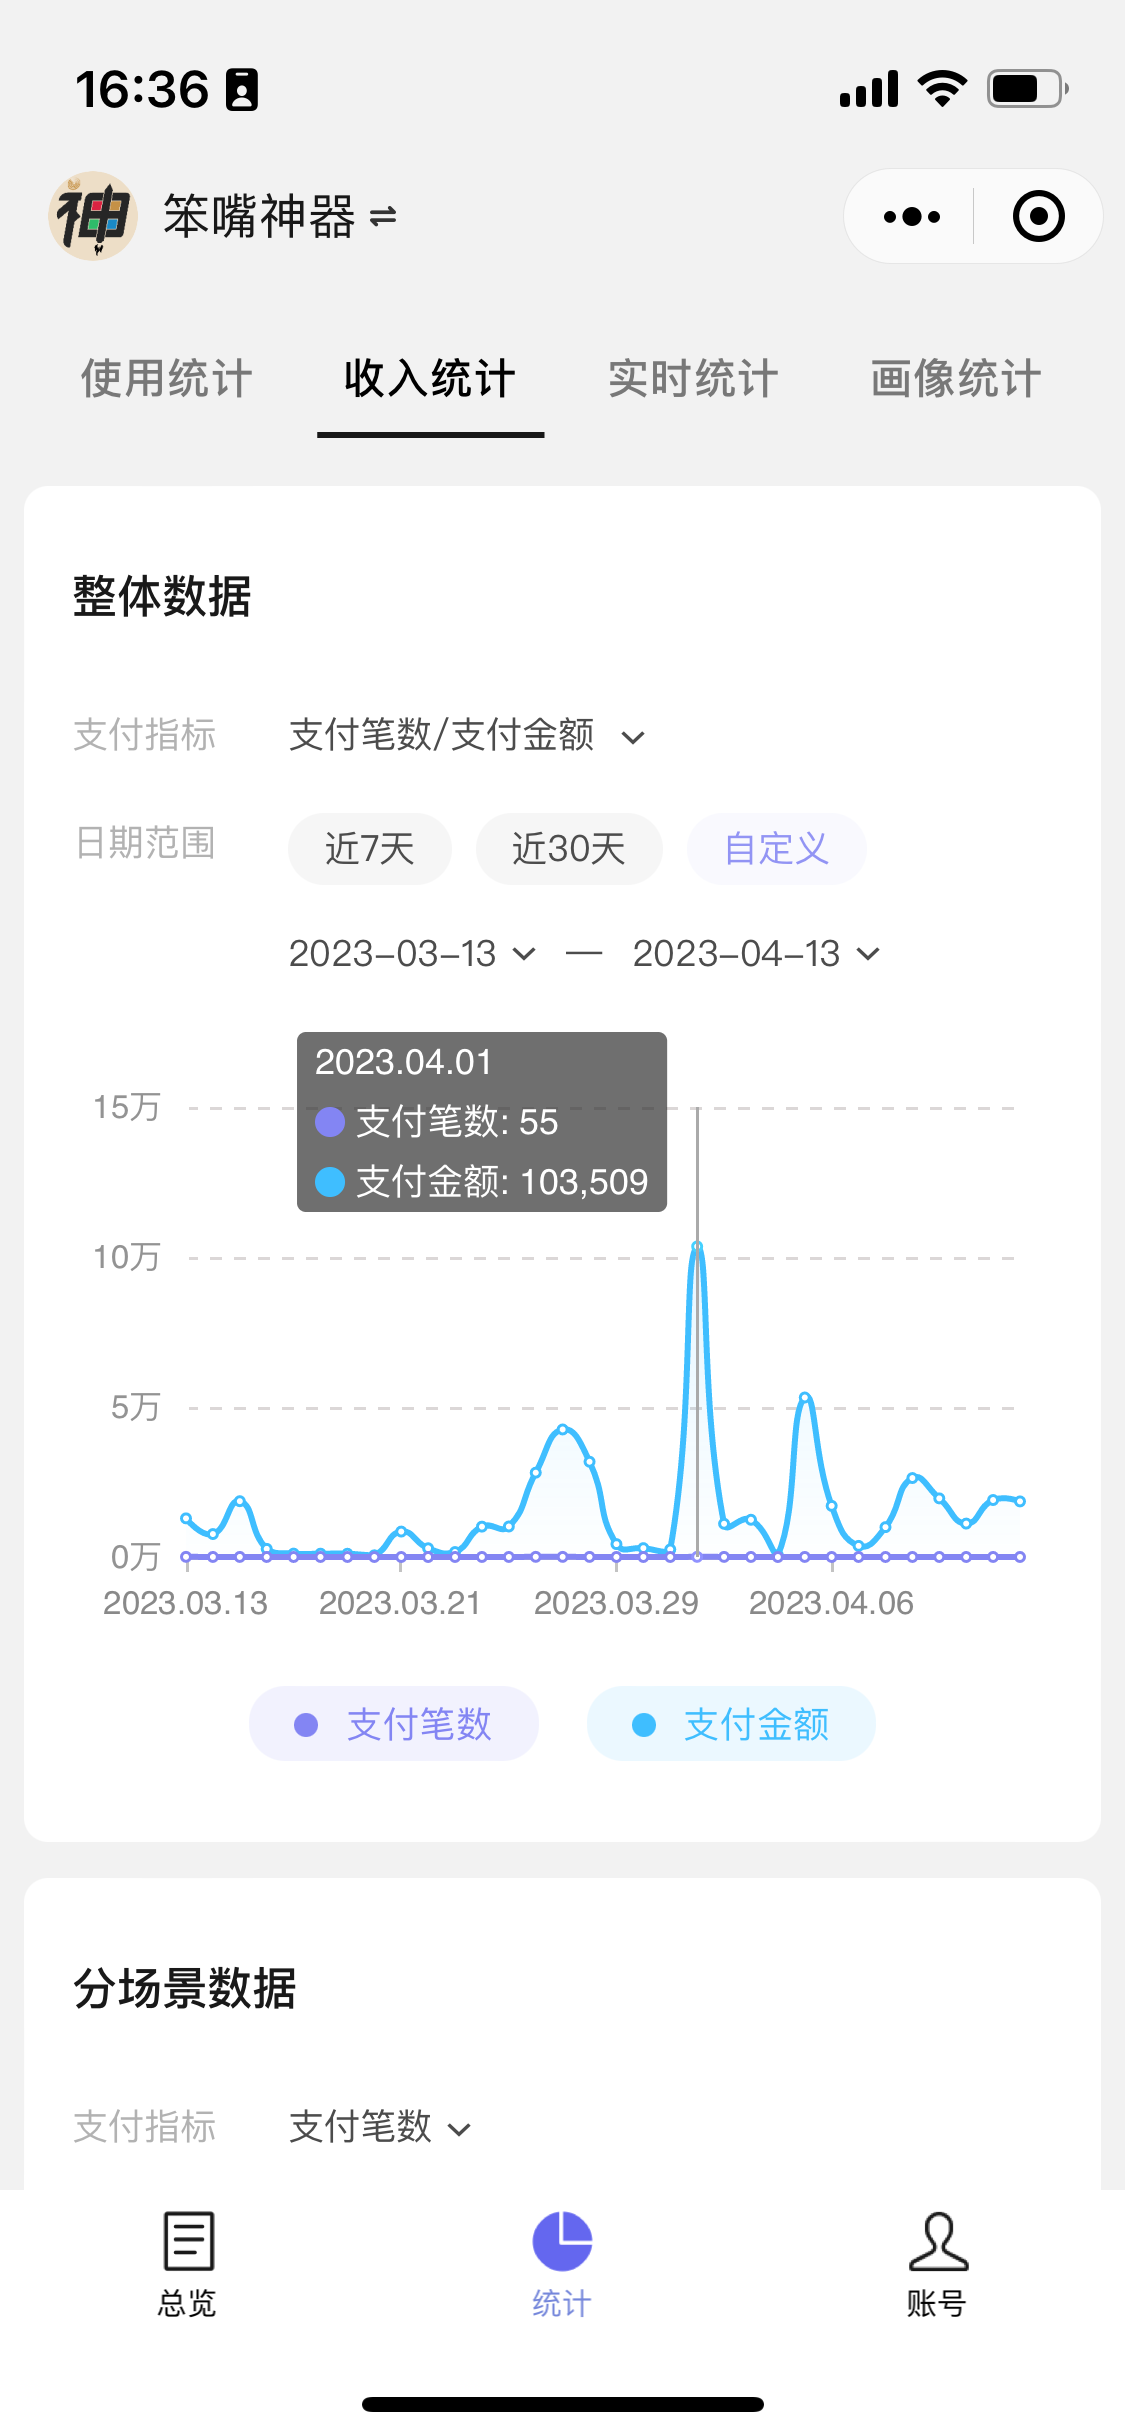 16:36
笨嘴神器
使用统计 收入统计 实时统计 画像统计
整体数据
支付指标 支付笔数/支付金额
日期范围 近7天 近30天 自定义
2023-03-13 — 2023-04-13
2023.04.01
支付笔数: 55
支付金额: 103,509
15万
10万
5万
0万
2023.03.13 2023.03.21 2023.03.29 2023.04.06
支付笔数 支付金额
分场景数据
支付指标 支付笔数
总览 统计 账号